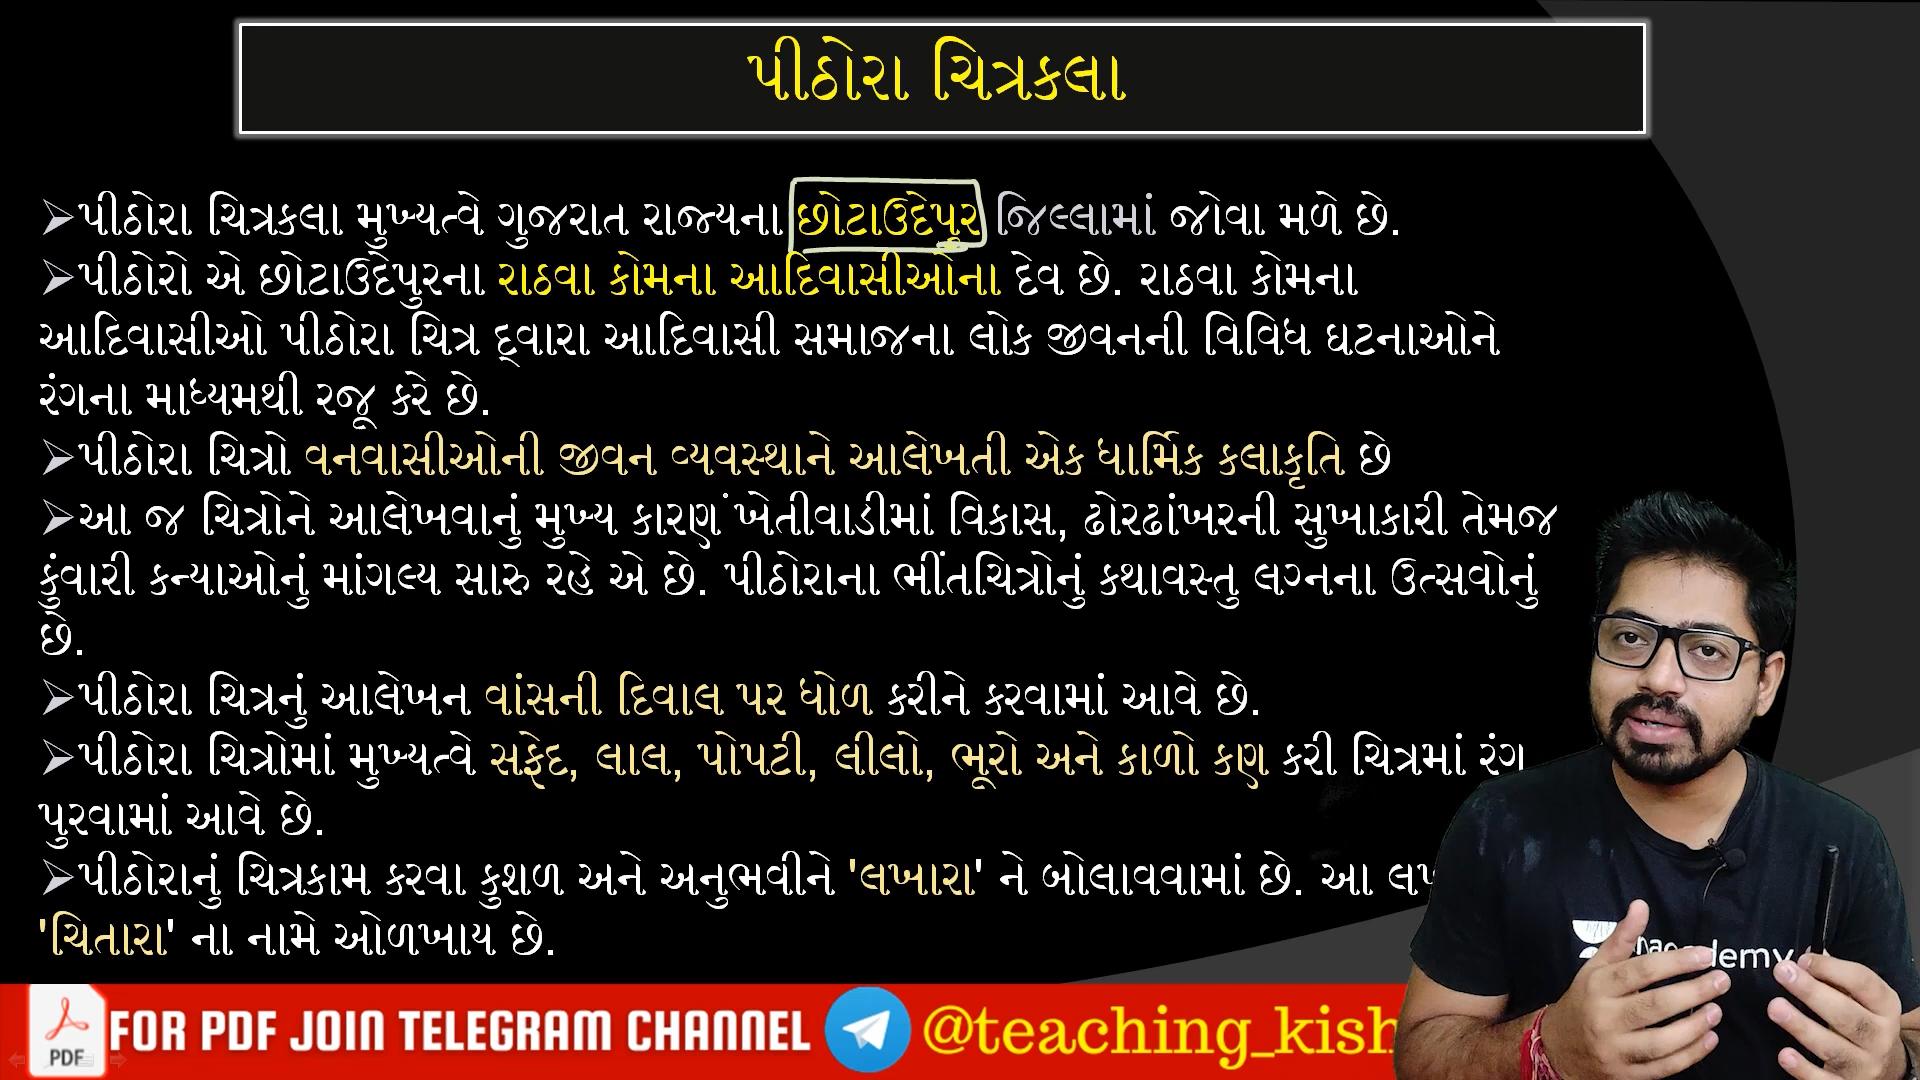 પીઠોરા ચિત્રકલા
➢પીઠોરા ચિત્રકલા મુખ્યત્વે ગુજરાત રાજ્યના છોટાઉદેપુર જિલ્લામાં જોવા મળે છે.
➢પીઠોરો એ છોટાઉદેપુરના રાઠવા કોમના આદિવાસીઓના દેવ છે. રાઠવા કોમના
આદિવાસીઓ પીઠોરા ચિત્ર દ્વારા આદિવાસી સમાજના લોક જીવનની વિવિધ ઘટનાઓને
રંગના માધ્યમથી રજૂ કરે છે.
➢પીઠોરા ચિત્રો વનવાસીઓની જીવન વ્યવસ્થાને આલેખતી એક ધાર્મિક કલાકૃતિ છે
➢આ જ ચિત્રોને આલેખવાનું મુખ્ય કારણ ખેતીવાડીમાં વિકાસ, ઢોરઢાંખરની સુખાકારી તેમજ
કુંવારી કન્યાઓનું માંગલ્ય સારુ રહે એ છે. પીઠોરાના ભીંતચિત્રોનું કથાવસ્તુ લગ્નના ઉત્સવોનું
છે.
➢પીઠોરા ચિત્રનું આલેખન વાંસની દિવાલ પર ધોળ કરીને કરવામાં આવે છે.
➢પીઠોરા ચિત્રોમાં મુખ્યત્વે સફેદ, લાલ, પોપટી, લીલો, ભૂરો અને કાળો કણ કરી ચિત્રમાં રંગ
પુરવામાં આવે છે.
➢પીઠોરાનું ચિત્રકામ કરવા કુશળ અને અનુભવીને 'લખારા' ને બોલાવવામાં છે. આ
'ચિતારા' ના નામે ઓળખાય છે.
PDF FOR PDF JOIN TELEGRAM CHANNEL @teaching_kish